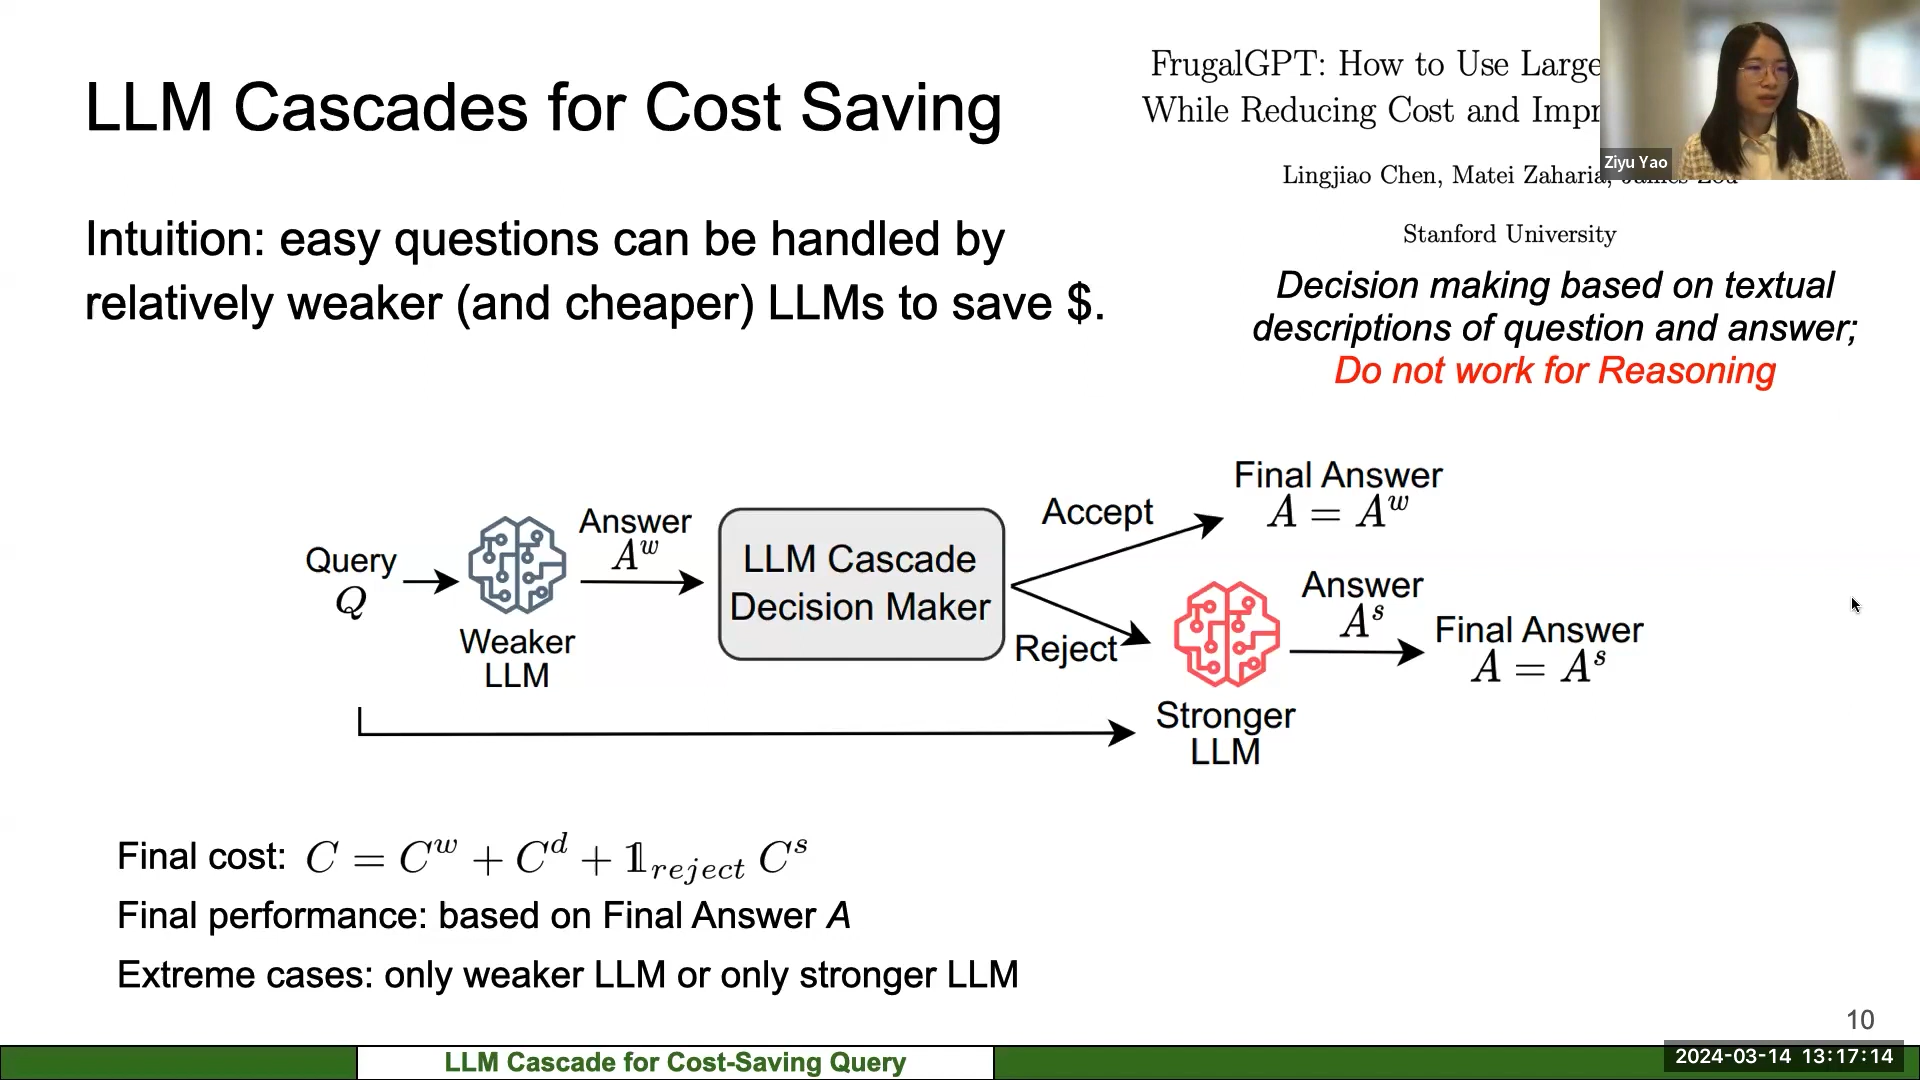 LLM Cascades for Cost Saving
FrugalGPT: How to Use Large
While Reducing Cost and
Lingjiao Chen, Matei Zaharia,
Stanford University
Ziyu Yao
Intuition: easy questions can be handled by
relatively weaker (and cheaper) LLMs to save $.
Decision making based on textual
descriptions of question and answer;
Do not work for Reasoning
Query
Q
Weaker
LLM
Answer
A^w
LLM Cascade
Decision Maker
Accept
Final Answer
A = A^w
Reject
Stronger
LLM
Answer
A^s
Final Answer
A = A^s
Final cost: C = C^w + C^d + 𝟙_reject C^s
Final performance: based on Final Answer A
Extreme cases: only weaker LLM or only stronger LLM
10
LLM Cascade for Cost-Saving Query
2024-03-14 13:17:14